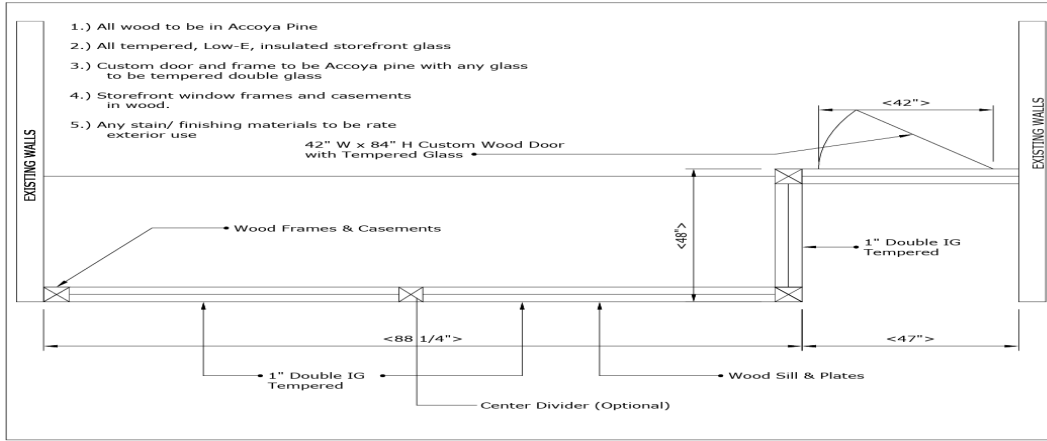 1.) All wood to be in Accoya Pine
2.) All tempered, Low-E, insulated storefront glass
3.) Custom door and frame to be Accoya pine with any glass
to be tempered double glass
4.) Storefront window frames and casements
in wood.
5.) Any stain/ finishing materials to be rate
exterior use
42" W x 84" H Custom Wood Door
with Tempered Glass
<42">
EXISTING WALLS
EXISTING WALLS
Wood Frames & Casements
<48">
1" Double IG
Tempered
<88 1/4">
<47">
1" Double IG
Tempered
Wood Sill & Plates
Center Divider (Optional)